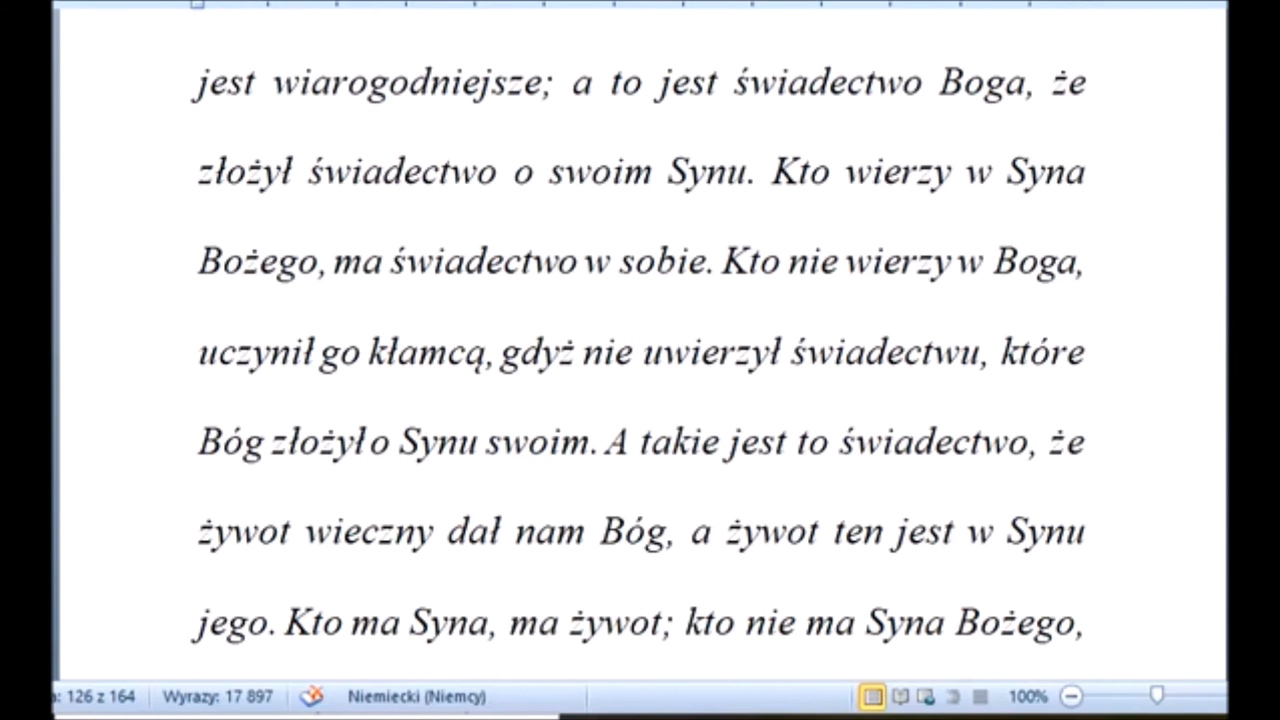 jest wiarogodniejsze; a to jest świadectwo Boga, że
złożył świadectwo o swoim Synu. Kto wierzy w Syna
Bożego, ma świadectwo w sobie. Kto nie wierzy w Boga,
uczynił go kłamcą, gdyż nie uwierzył świadectwu, które
Bóg złożył o Synu swoim. A takie jest to świadectwo, że
żywot wieczny dał nam Bóg, a żywot ten jest w Synu
jego. Kto ma Syna, ma żywot; kto nie ma Syna Bożego,
126 z 164 Wyrazy: 17 897 Niemiecki (Niemcy) 100%